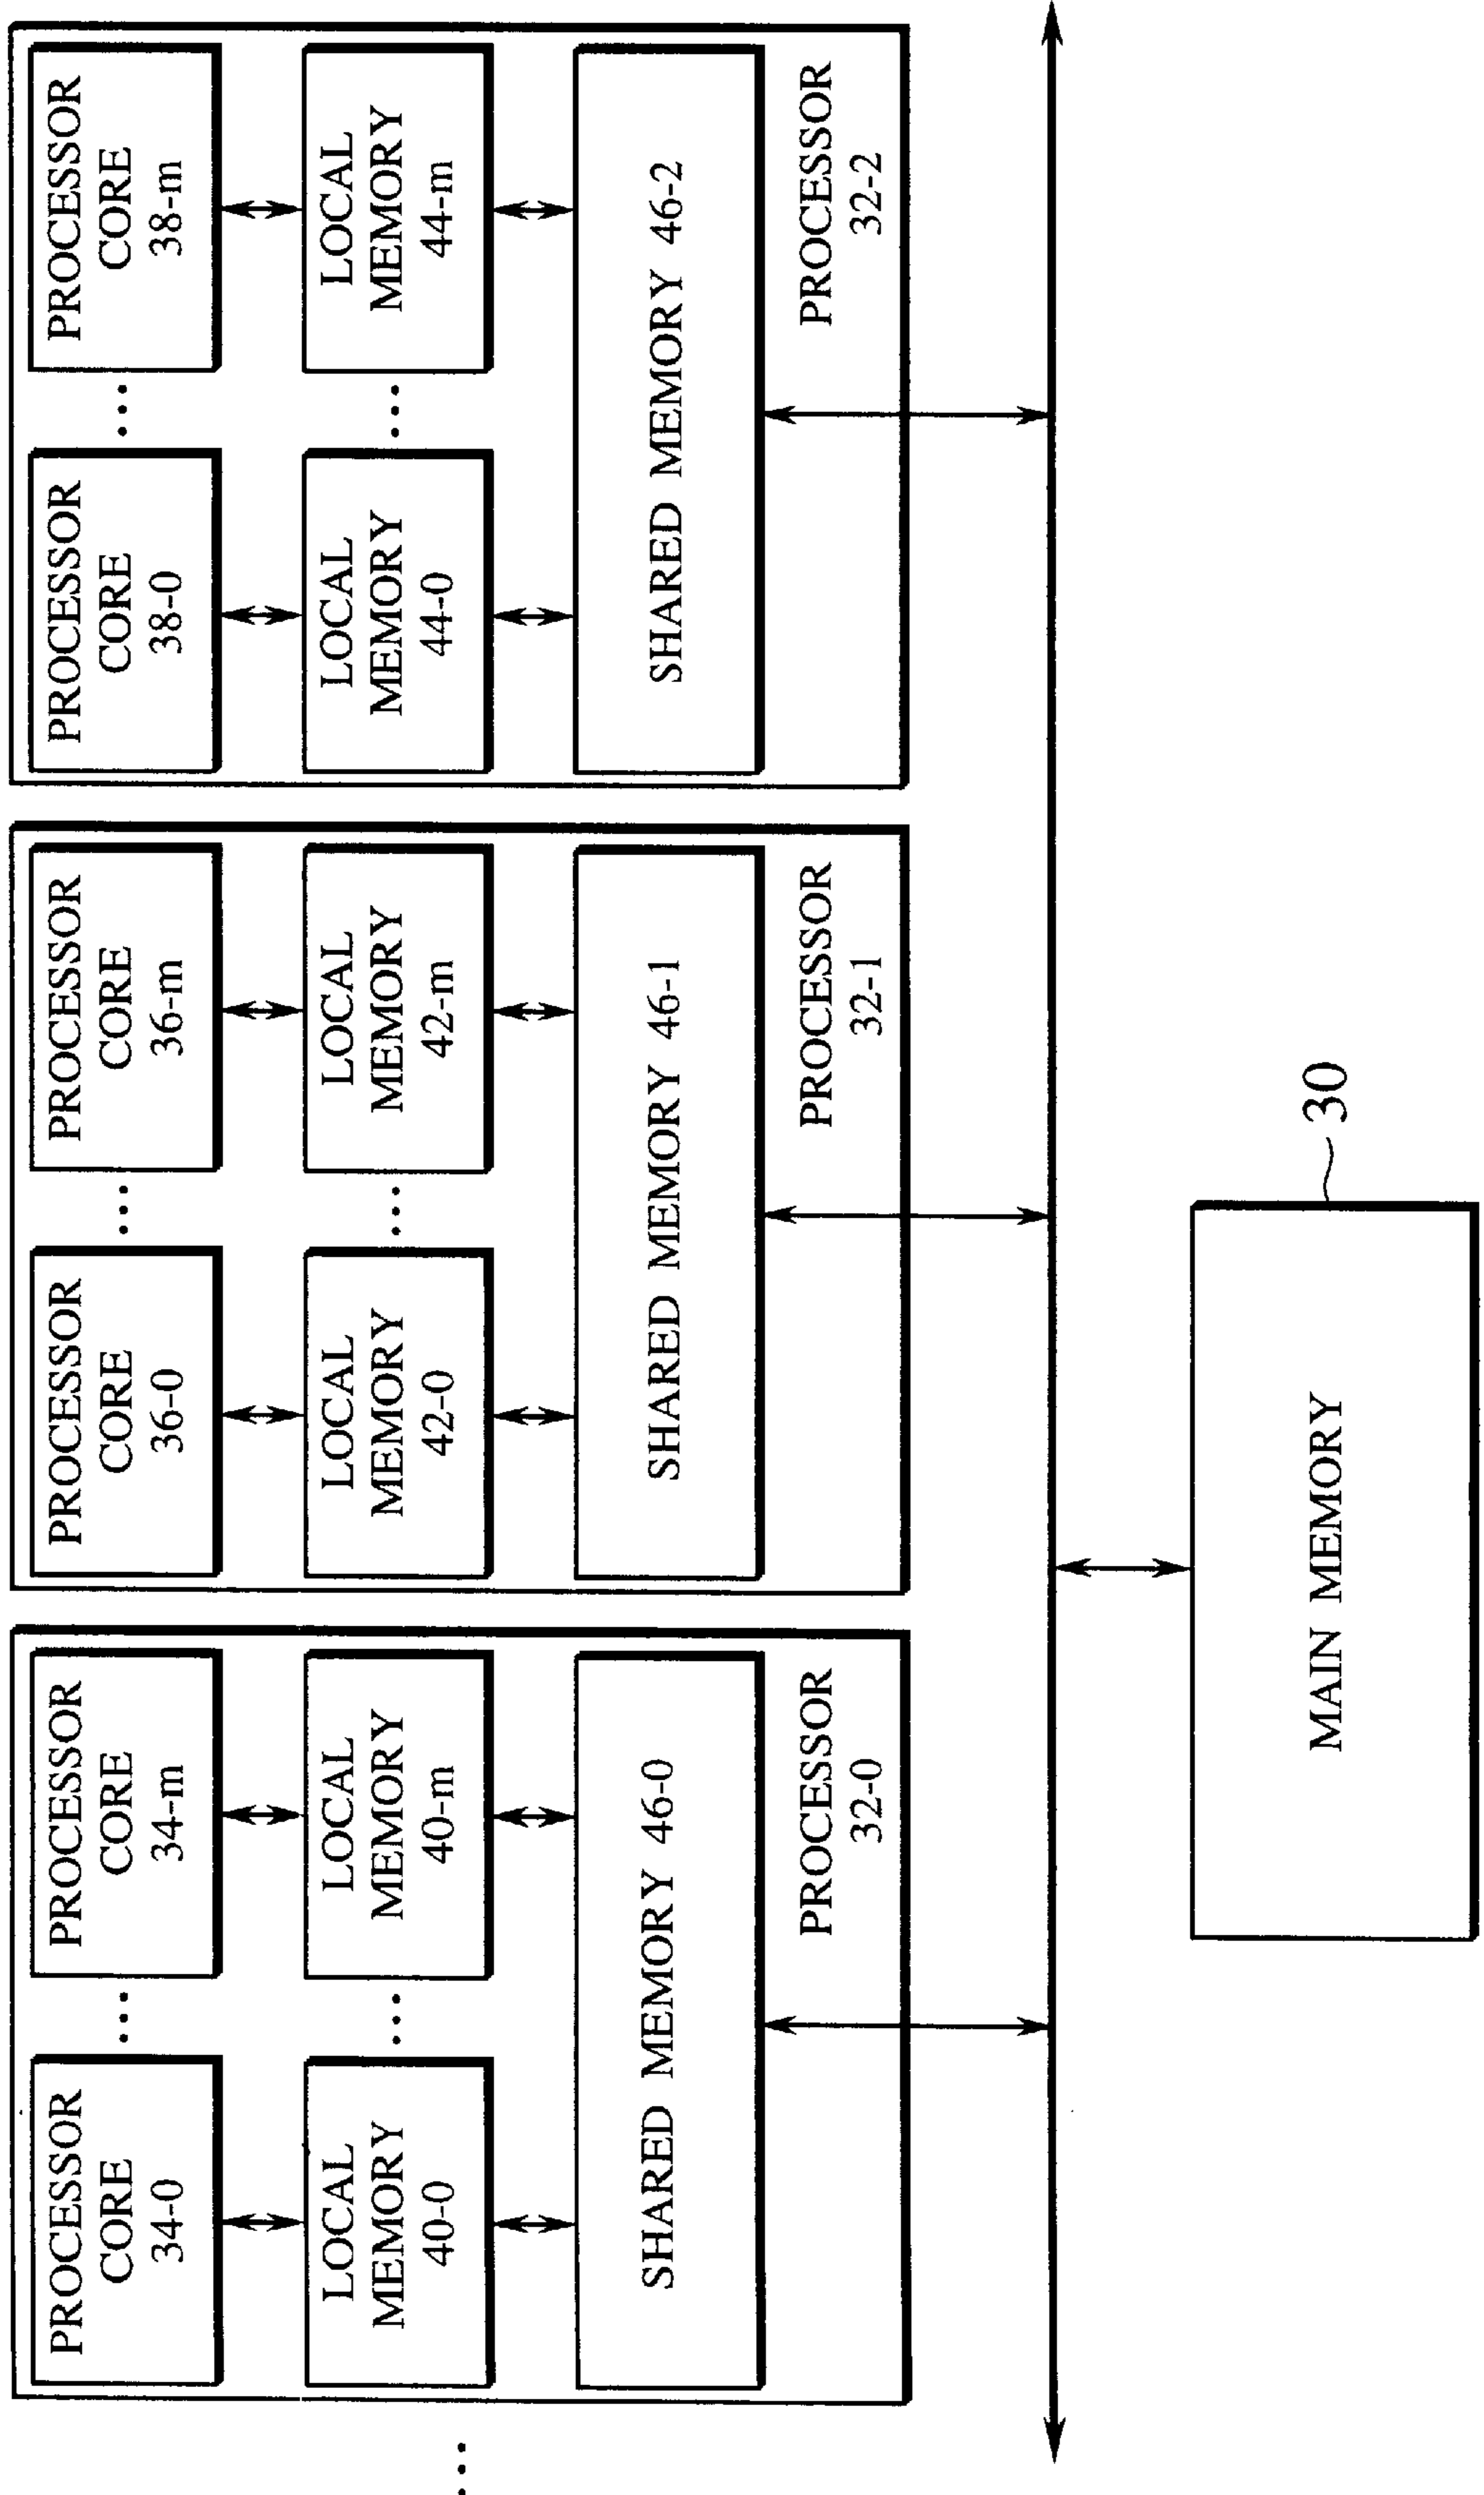 PROCESSOR
CORE
34-0
PROCESSOR
CORE
34-m
LOCAL
MEMORY
40-0
LOCAL
MEMORY
40-m
SHARED MEMORY 46-0
PROCESSOR
32-0
PROCESSOR
CORE
36-0
PROCESSOR
CORE
36-m
LOCAL
MEMORY
42-0
LOCAL
MEMORY
42-m
SHARED MEMORY 46-1
PROCESSOR
32-1
PROCESSOR
CORE
38-0
PROCESSOR
CORE
38-m
LOCAL
MEMORY
44-0
LOCAL
MEMORY
44-m
SHARED MEMORY 46-2
PROCESSOR
32-2
MAIN MEMORY
30